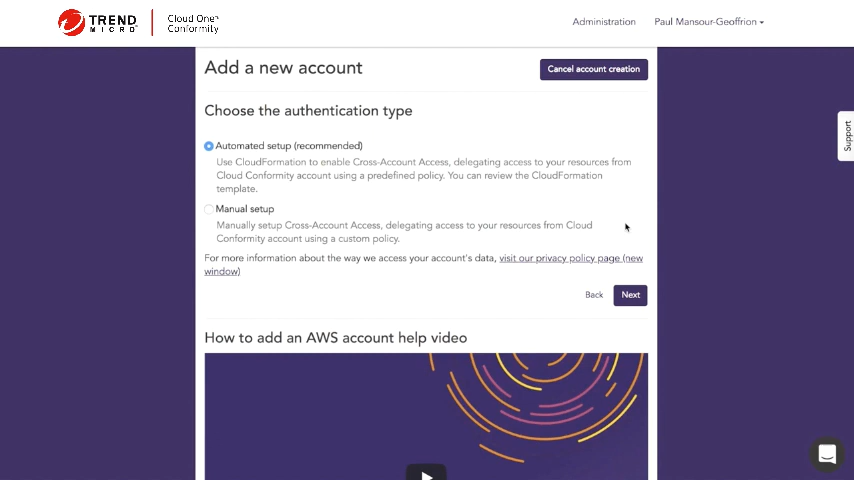 TREND
MICRO
Cloud One™
Conformity
Administration
Paul Mansour-Geoffrion
Add a new account
Cancel account creation
Choose the authentication type
Support
Automated setup (recommended)
Use CloudFormation to enable Cross-Account Access, delegating access to your resources from
Cloud Conformity account using a predefined policy. You can review the CloudFormation
template.
Manual setup
Manually setup Cross-Account Access, delegating access to your resources from Cloud
Conformity account using a custom policy.
For more information about the way we access your account's data, visit our privacy policy page (new
window)
Back
Next
How to add an AWS account help video